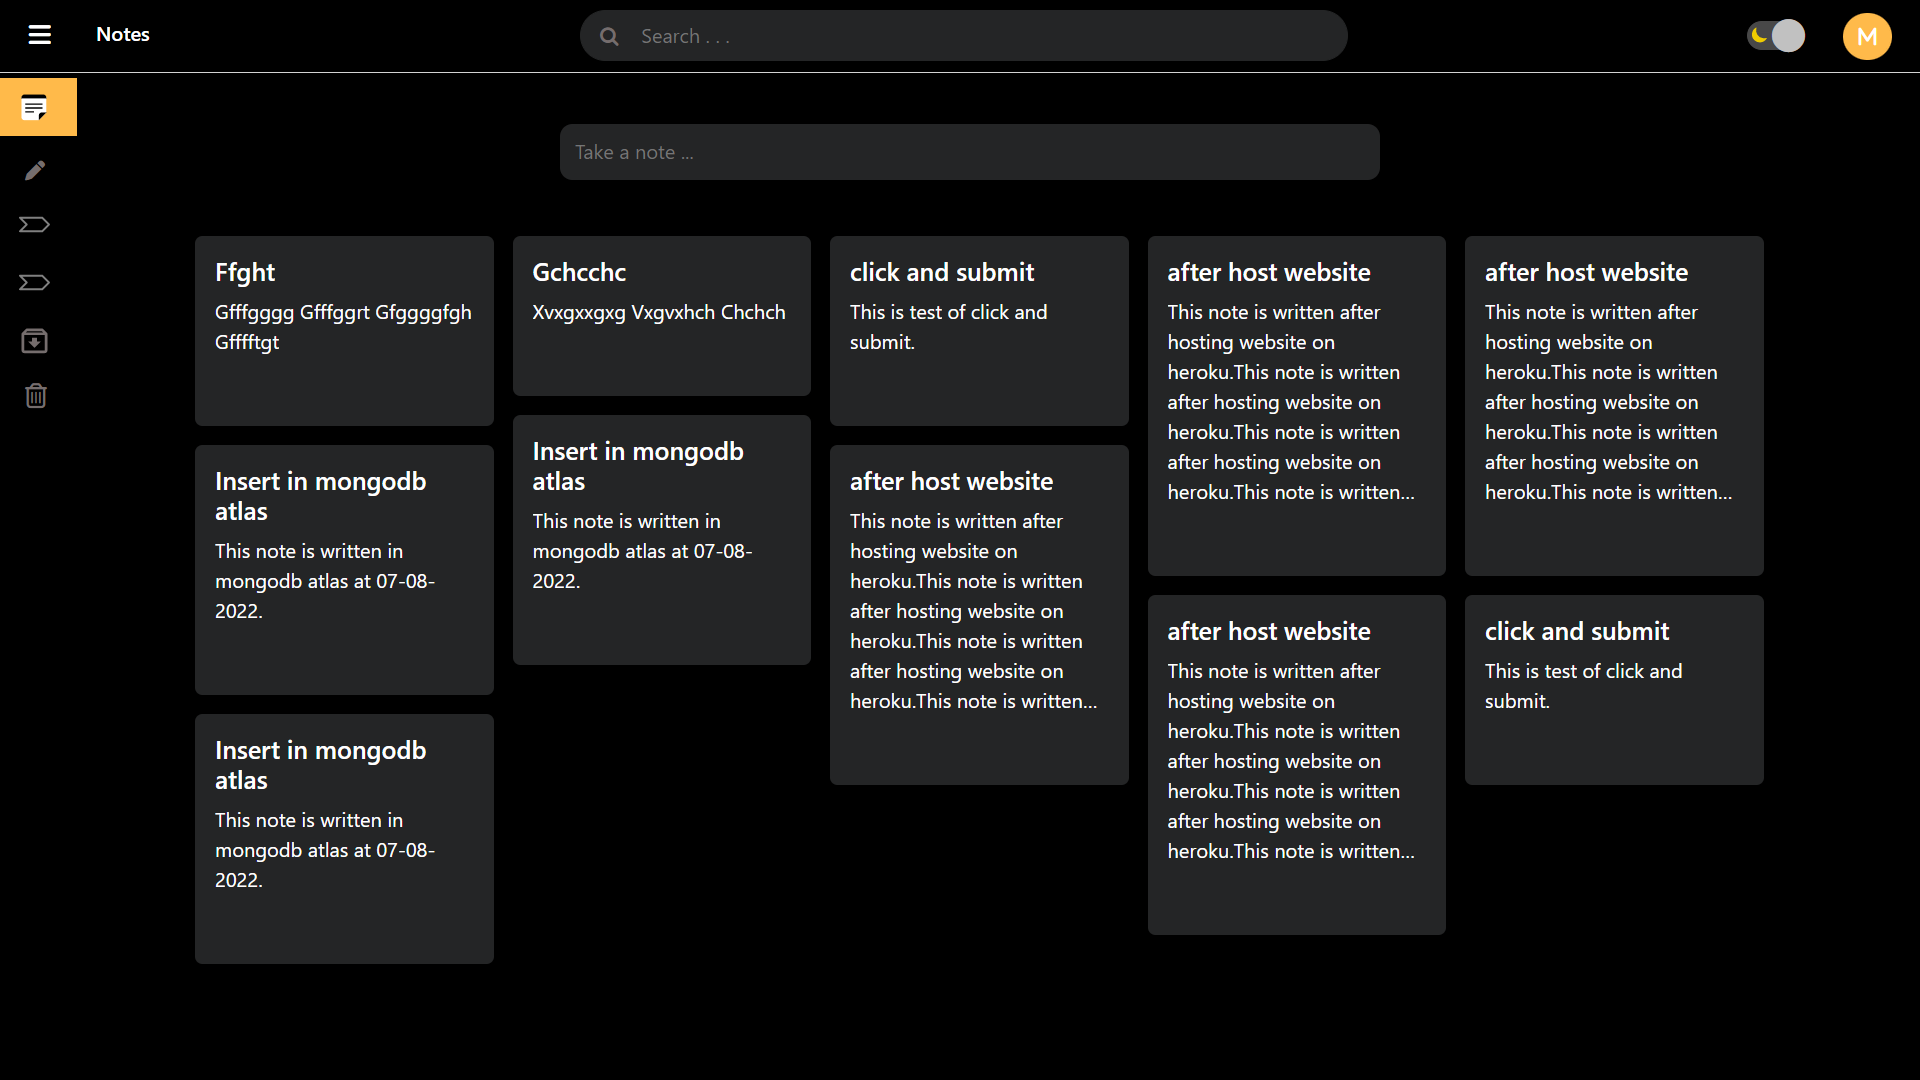 Notes
Search . . .
M
Take a note ...
Ffght
Gfffgggg Gfffggrt Gfggggfgh
Gfffftgt
Insert in mongodb
atlas
This note is written in
mongodb atlas at 07-08-
2022.
Insert in mongodb
atlas
This note is written in
mongodb atlas at 07-08-
2022.
Gchcchc
Xvxgxxgxg Vxgvxhch Chchch
Insert in mongodb
atlas
This note is written in
mongodb atlas at 07-08-
2022.
click and submit
This is test of click and
submit.
after host website
This note is written after
hosting website on
heroku.This note is written
after hosting website on
heroku.This note is written
after hosting website on
heroku.This note is written...
after host website
This note is written after
hosting website on
heroku.This note is written
after hosting website on
heroku.This note is written
after hosting website on
heroku.This note is written...
after host website
This note is written after
hosting website on
heroku.This note is written
after hosting website on
heroku.This note is written
after hosting website on
heroku.This note is written...
after host website
This note is written after
hosting website on
heroku.This note is written
after hosting website on
heroku.This note is written
after hosting website on
heroku.This note is written...
click and submit
This is test of click and
submit.